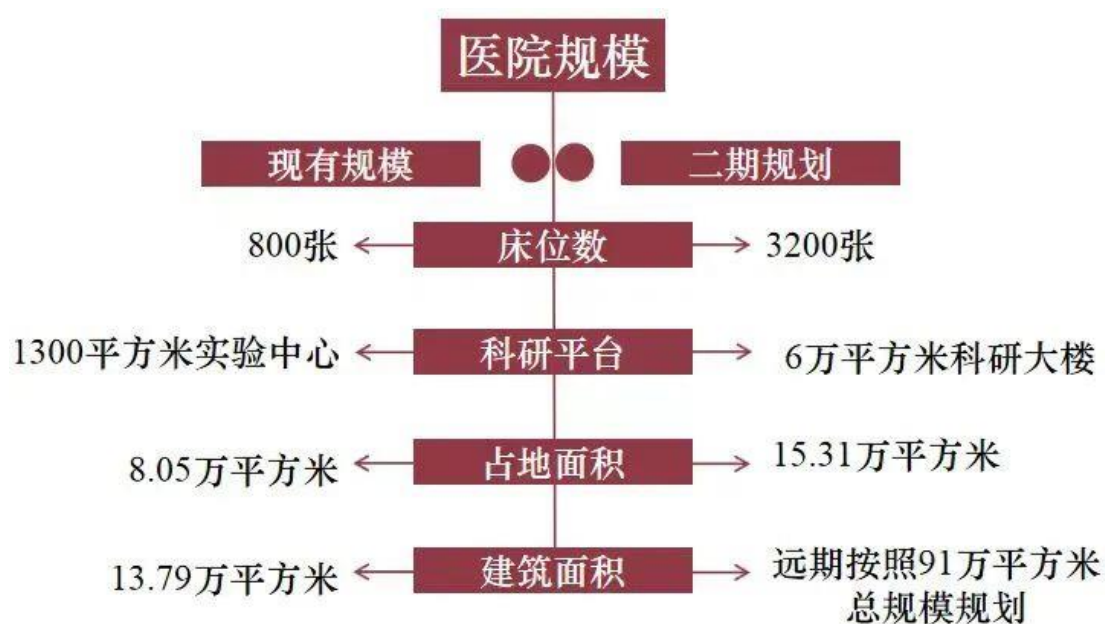 医院规模
现有规模
二期规划
800张
床位数
3200张
1300平方米实验中心
科研平台
6万平方米科研大楼
8.05万平方米
占地面积
15.31万平方米
13.79万平方米
建筑面积
远期按照91万平方米
总规模规划